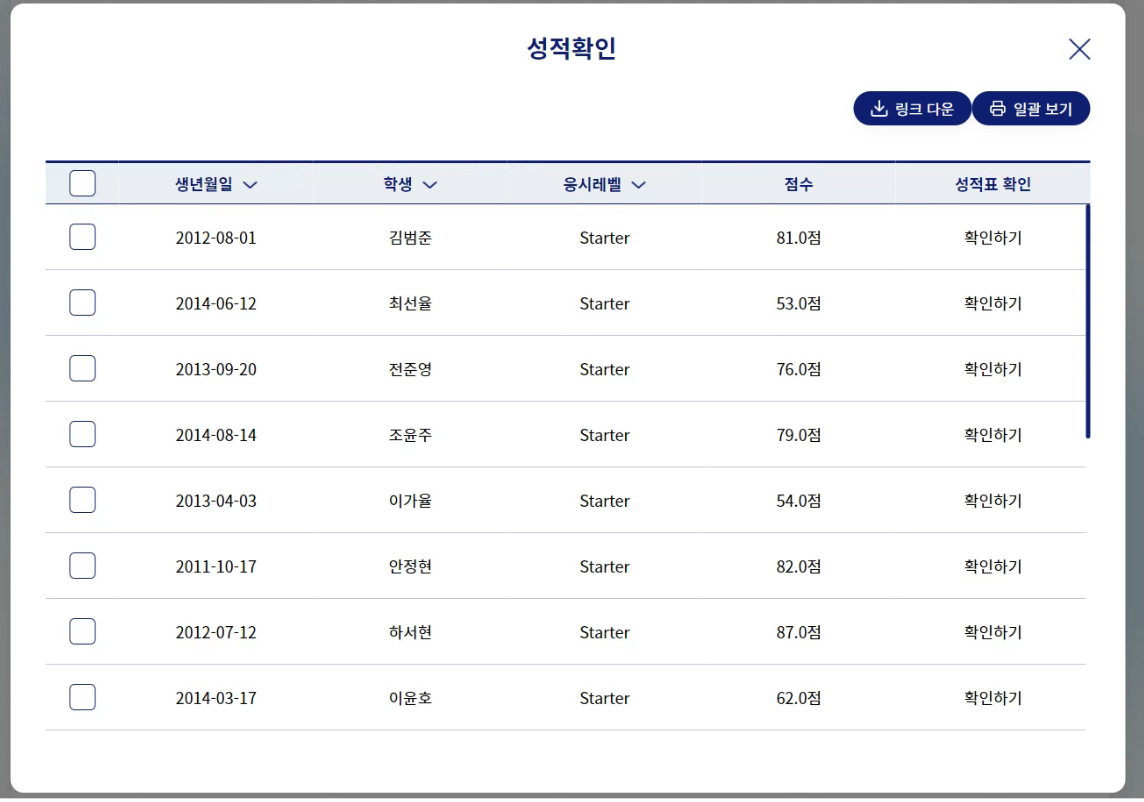 성적확인
링크 다운 일괄 보기
생년월일 학생 응시레벨 점수 성적표 확인
2012-08-01 김범준 Starter 81.0점 확인하기
2014-06-12 최선율 Starter 53.0점 확인하기
2013-09-20 전준영 Starter 76.0점 확인하기
2014-08-14 조윤주 Starter 79.0점 확인하기
2013-04-03 이가율 Starter 54.0점 확인하기
2011-10-17 안정현 Starter 82.0점 확인하기
2012-07-12 하서현 Starter 87.0점 확인하기
2014-03-17 이윤호 Starter 62.0점 확인하기